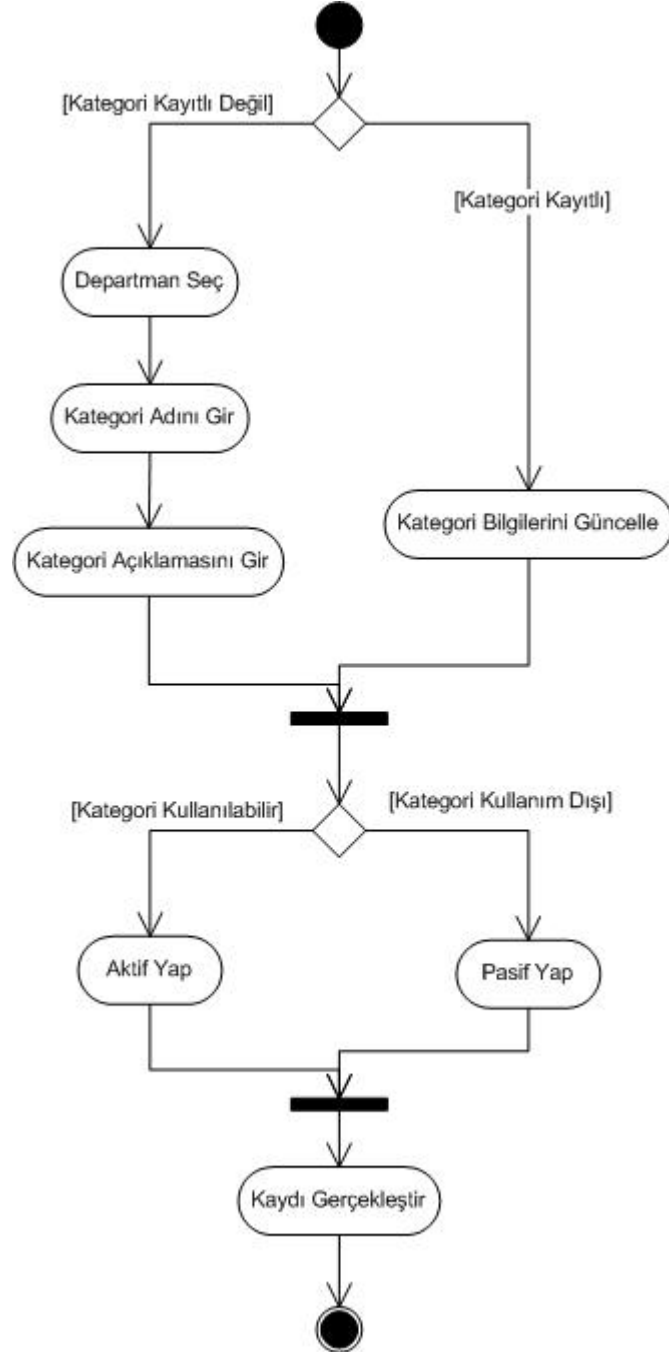 [Kategori Kayıtlı Değil]
[Kategori Kayıtlı]
Departman Seç
Kategori Adını Gir
Kategori Bilgilerini Güncelle
Kategori Açıklamasını Gir
[Kategori Kullanılabilir]
[Kategori Kullanım Dışı]
Aktif Yap
Pasif Yap
Kaydı Gerçekleştir